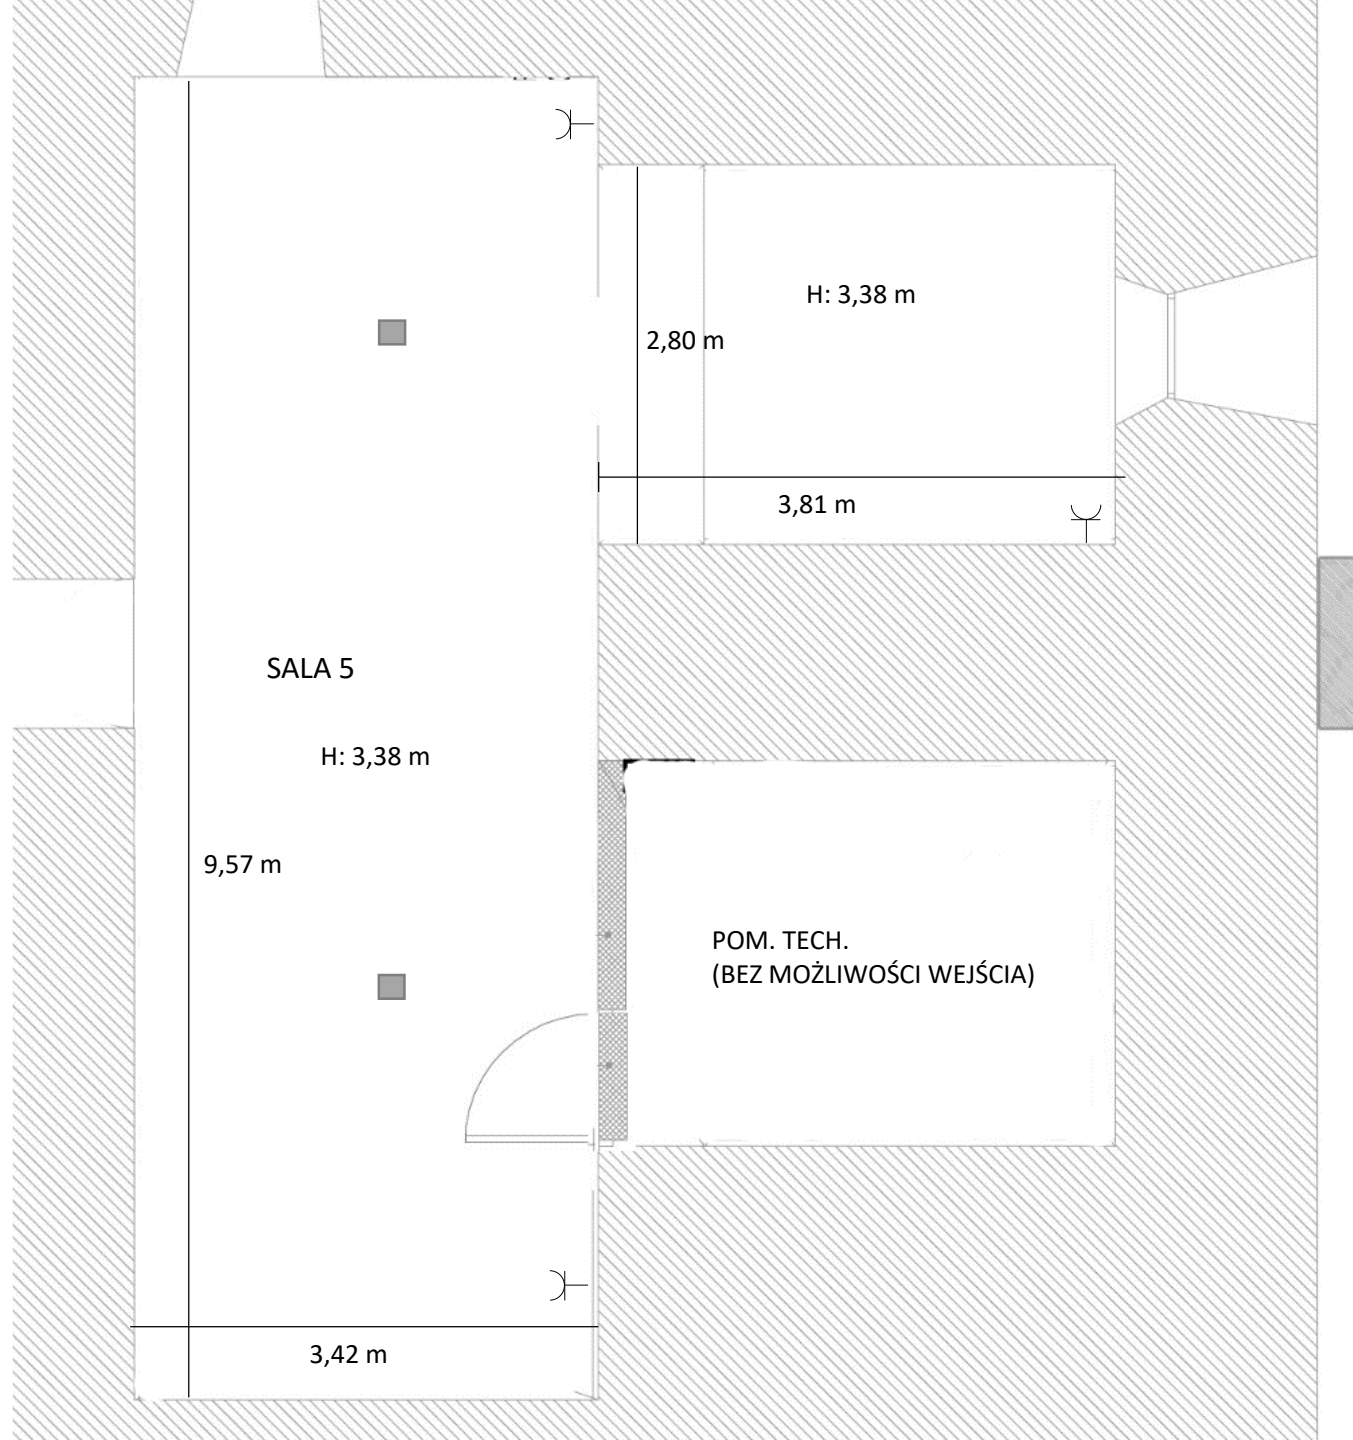 H: 3,38 m
2,80 m
3,81 m
SALA 5
H: 3,38 m
9,57 m
POM. TECH.
(BEZ MOŻLIWOŚCI WEJŚCIA)
3,42 m